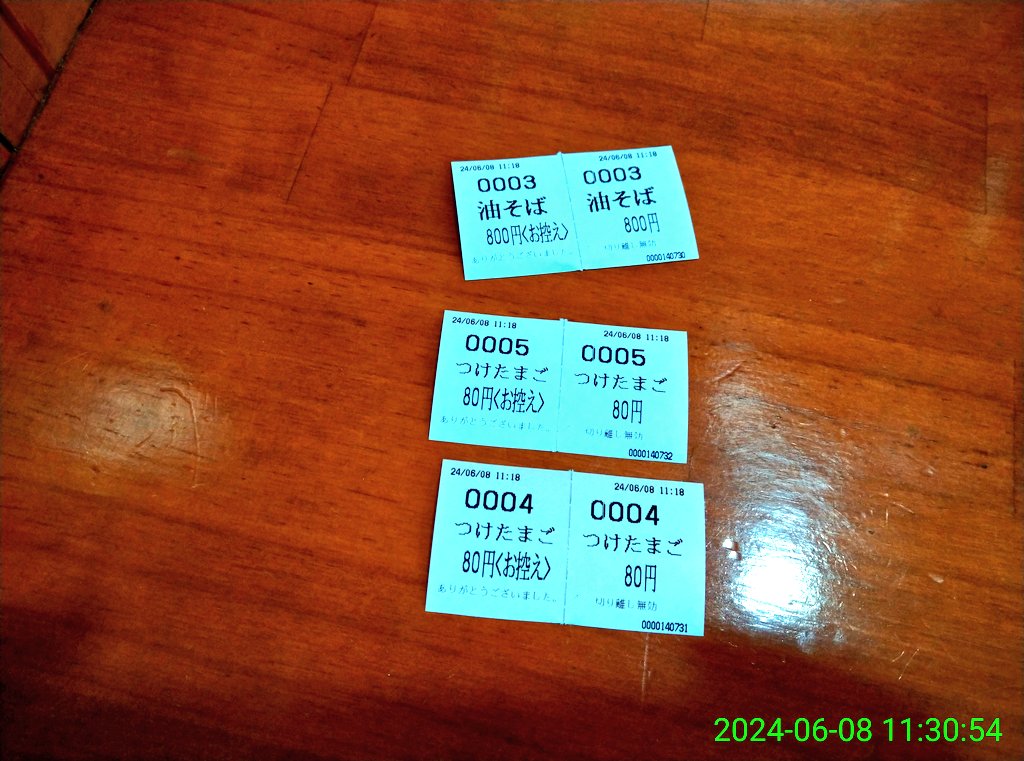 24/06/08 11:18
0003
油そば
800円<お控え>
ありがとうございました。
24/06/08 11:18
0003
油そば
800円
切り離し無効
0000140730
24/06/08 11:18
0005
つけたまご
80円<お控え>
ありがとうございました。
24/06/08 11:18
0005
つけたまご
80円
切り離し無効
0000140732
24/06/08 11:18
0004
つけたまご
80円<お控え>
ありがとうございました。
24/06/08 11:18
0004
つけたまご
80円
切り離し無効
0000140731
2024-06-08 11:30:54